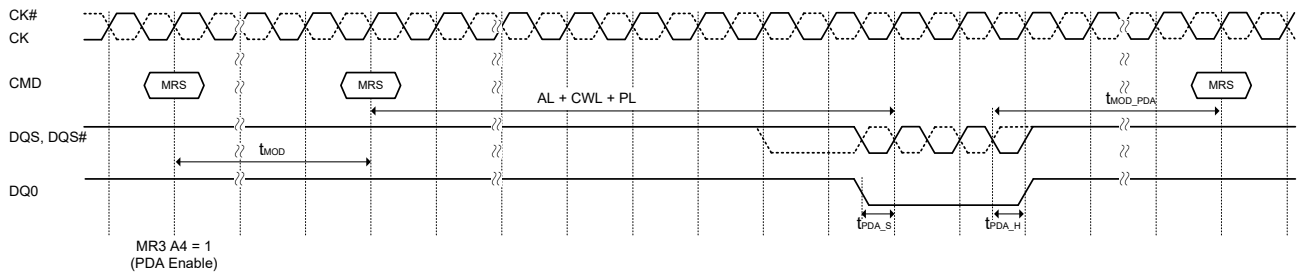 CK#
CK
CMD
MRS
MRS
MRS
AL + CWL + PL
tMOD_PDA
DQS, DQS#
tMOD
DQ0
tPDA_S
tPDA_H
MR3 A4 = 1
(PDA Enable)